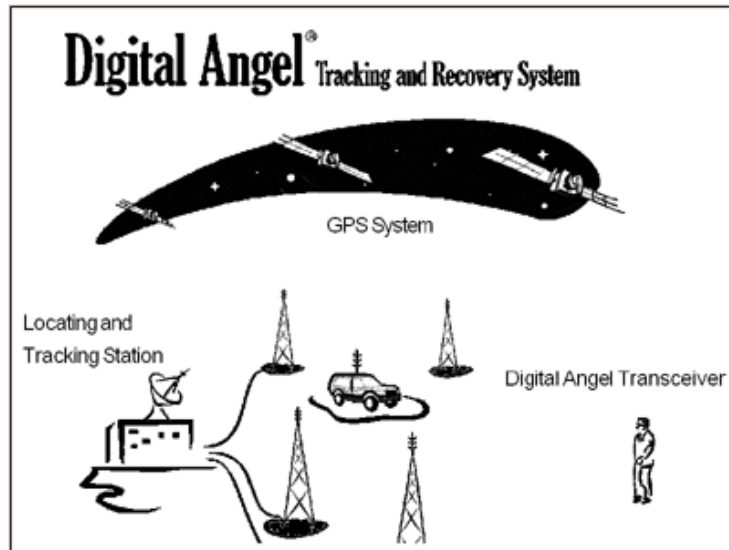 Digital Angel® Tracking and Recovery System
GPS System
Locating and
Tracking Station
Digital Angel Transceiver